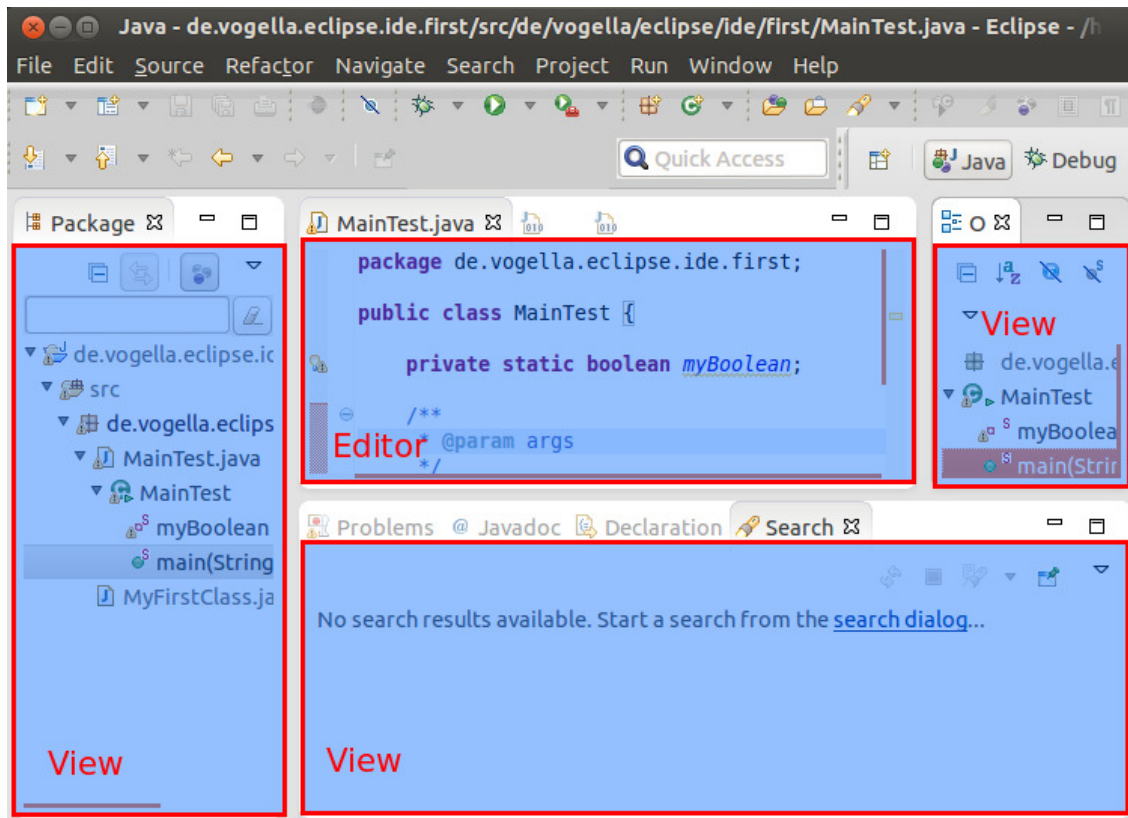 Java - de.vogella.eclipse.ide.first/src/de/vogella/eclipse/ide/first/MainTest.java - Eclipse - /h
File Edit Source Refactor Navigate Search Project Run Window Help
Quick Access
Java
Debug
Package
de.vogella.eclipse.ic
src
de.vogella.eclips
MainTest.java
MainTest
myBoolean
main(String
MyFirstClass.ja
View
MainTest.java
package de.vogella.eclipse.ide.first;
public class MainTest {
private static boolean myBoolean;
/**
* @param args
*/
Editor
O
View
de.vogella.e
MainTest
myBoolea
main(Strin
Problems @ Javadoc Declaration Search
No search results available. Start a search from the search dialog...
View